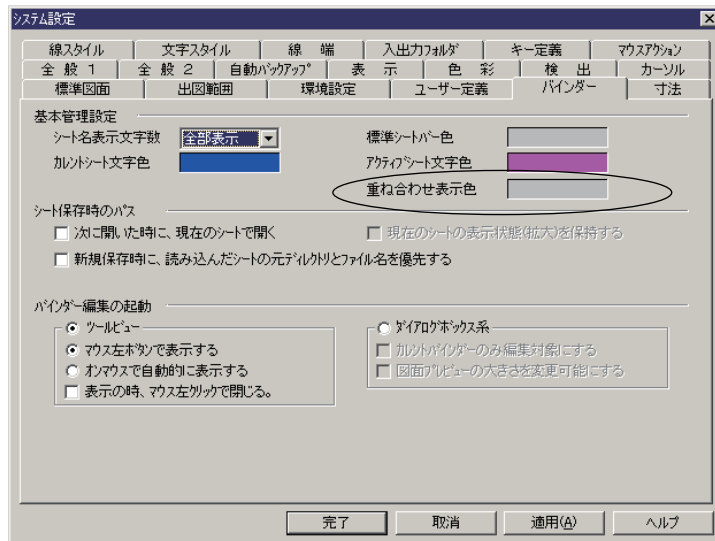 システム設定
線スタイル 文字スタイル 線　端 入出力フォルダ キー定義 マウスアクション
全 般 1 全 般 2 自動バックアップ 表　示 色　彩 検　出 カーソル
標準図面 出図範囲 環境設定 ユーザー定義 バインダー 寸法
基本管理設定
シート名表示文字数 全部表示 標準シートバー色
カレントシート文字色 アクティブシート文字色
重ね合わせ表示色
シート保存時のパス
次に開いた時に、現在のシートで開く 現在のシートの表示状態(拡大)を保持する
新規保存時に、読み込んだシートの元ディレクトリとファイル名を優先する
バインダー編集の起動
ツールビュー ダイアログボックス系
マウス左ボタンで表示する カレントバインダーのみ編集対象にする
オンマウスで自動的に表示する 図面プレビューの大きさを変更可能にする
表示の時、マウス左クリックで閉じる。
完了 取消 適用(A) ヘルプ